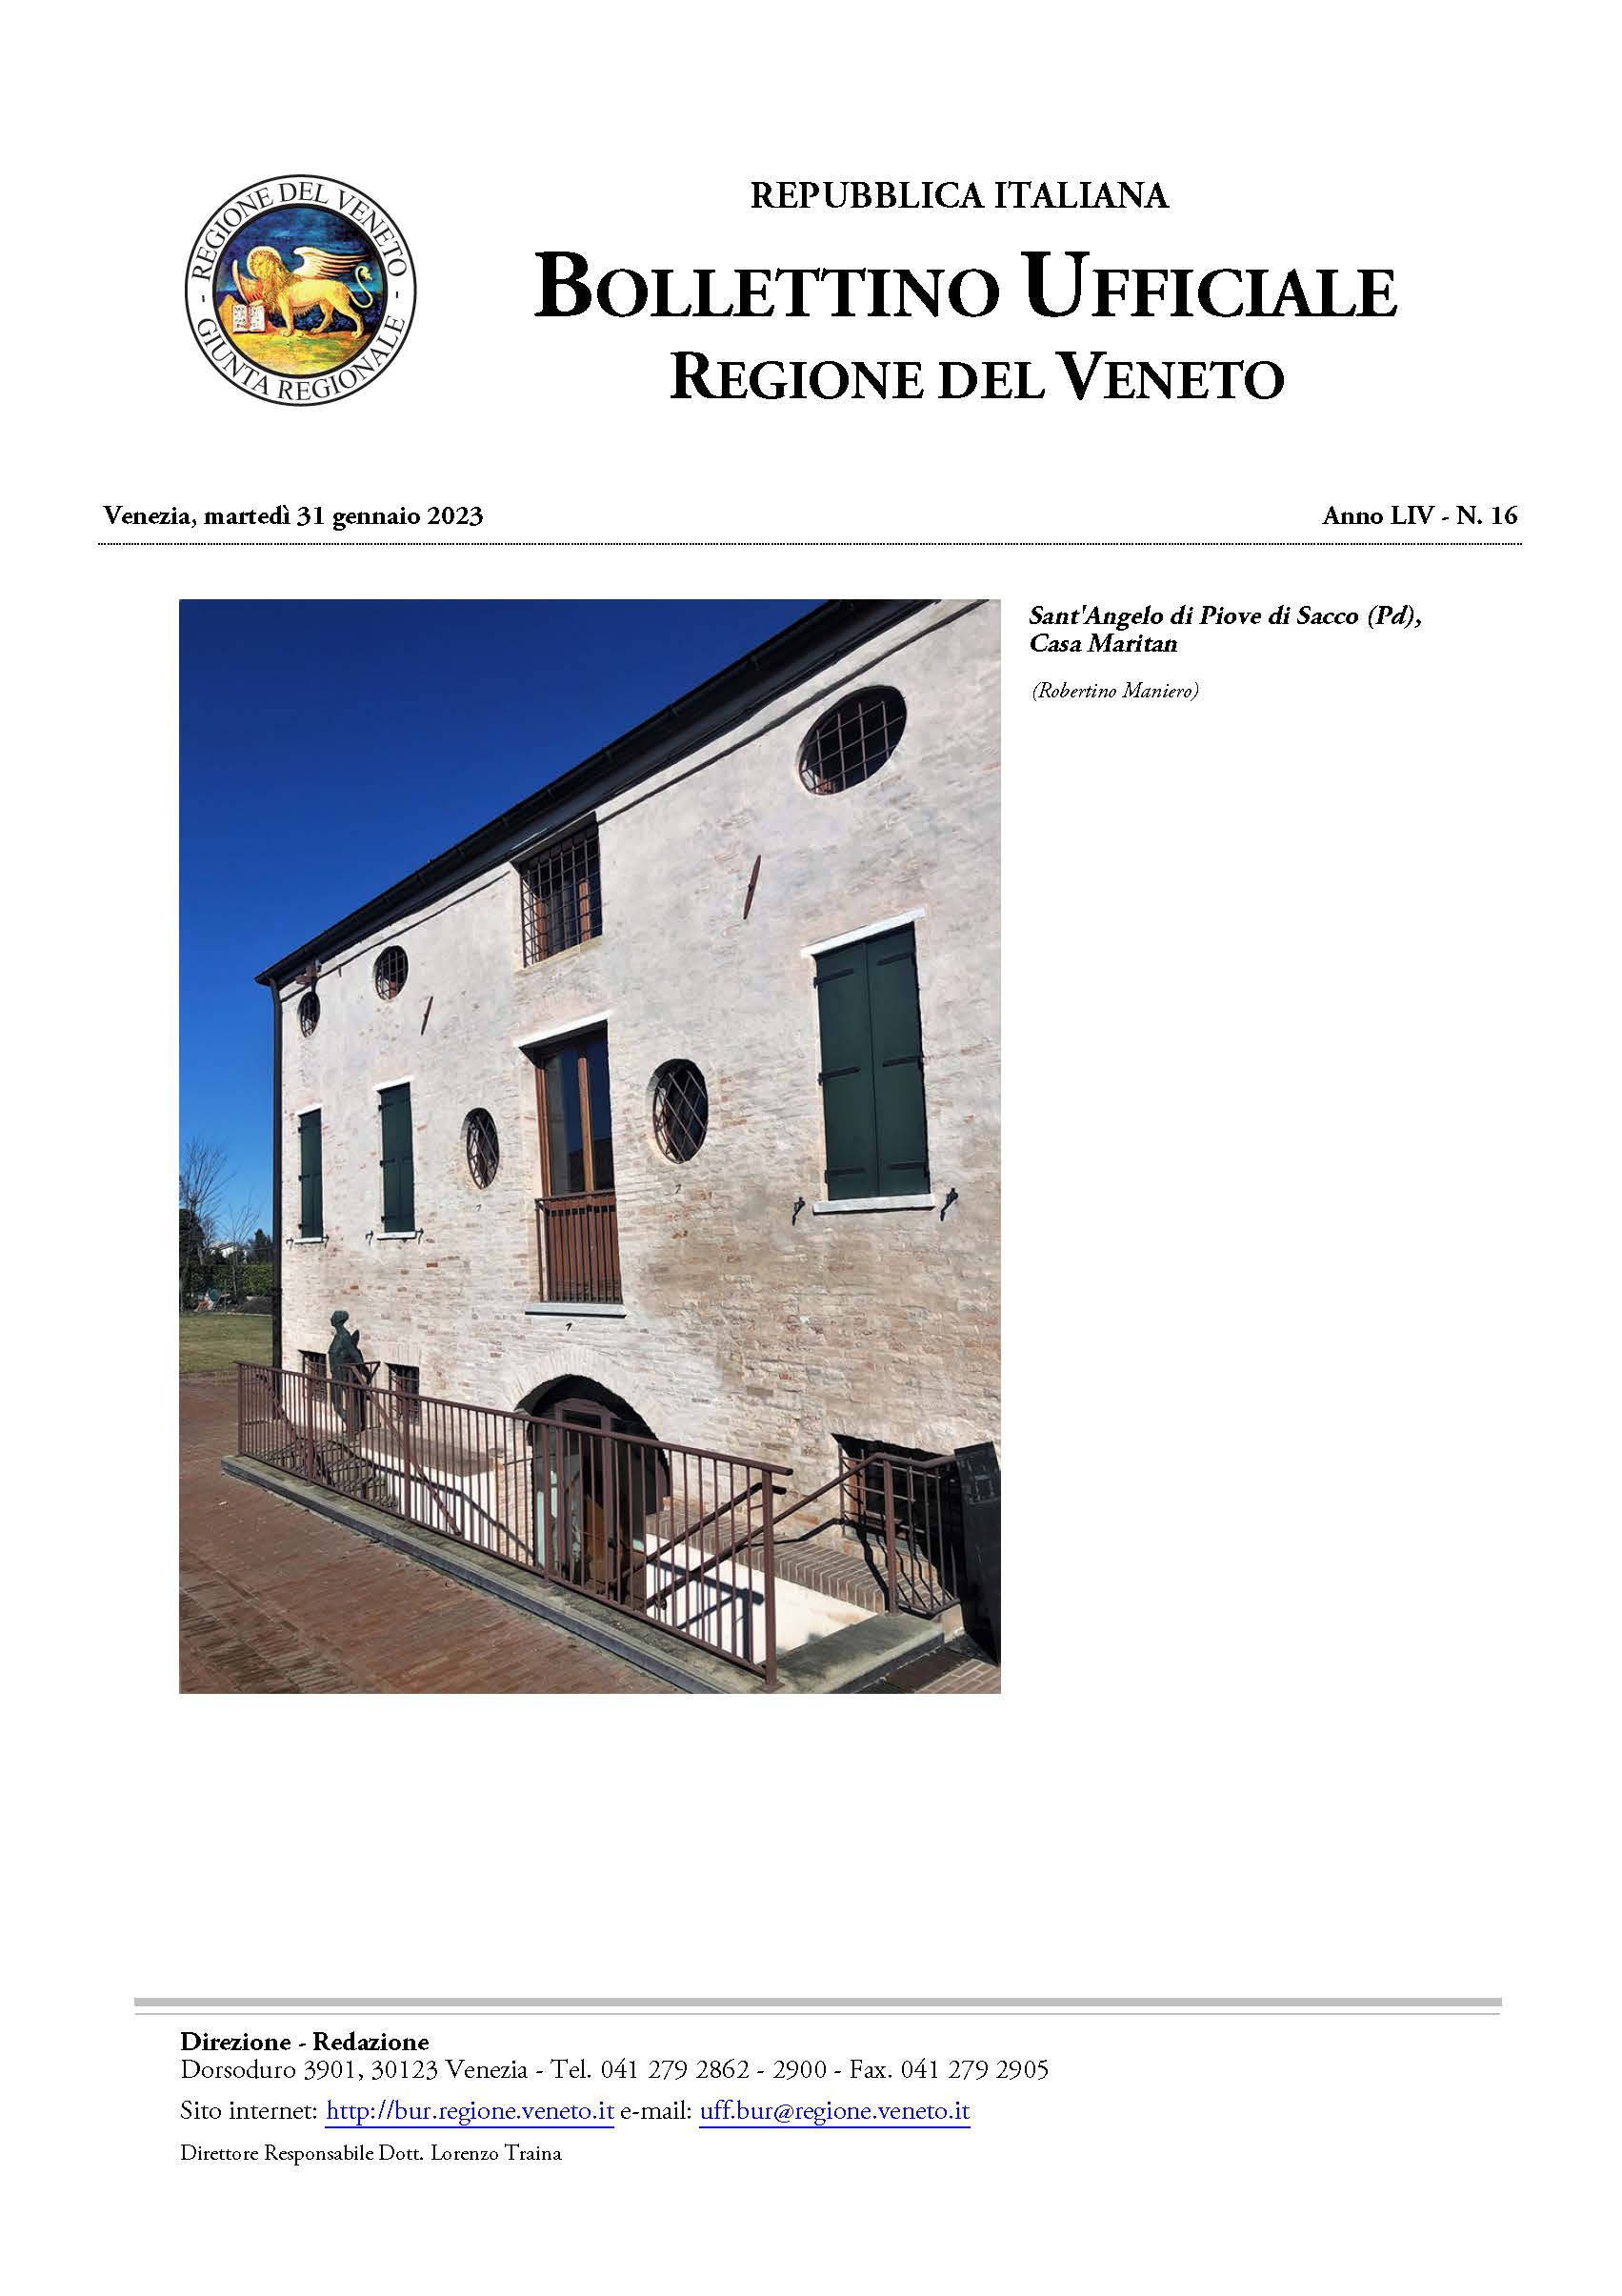 REGIONE DEL VENETO
GIUNTA REGIONALE
REPUBBLICA ITALIANA
BOLLETTINO UFFICIALE
REGIONE DEL VENETO
Venezia, martedì 31 gennaio 2023
Anno LIV - N. 16
Sant'Angelo di Piove di Sacco (Pd),
Casa Maritan
(Robertino Maniero)
Direzione - Redazione
Dorsoduro 3901, 30123 Venezia - Tel. 041 279 2862 - 2900 - Fax. 041 279 2905
Sito internet: http://bur.regione.veneto.it e-mail: uff.bur@regione.veneto.it
Direttore Responsabile Dott. Lorenzo Traina